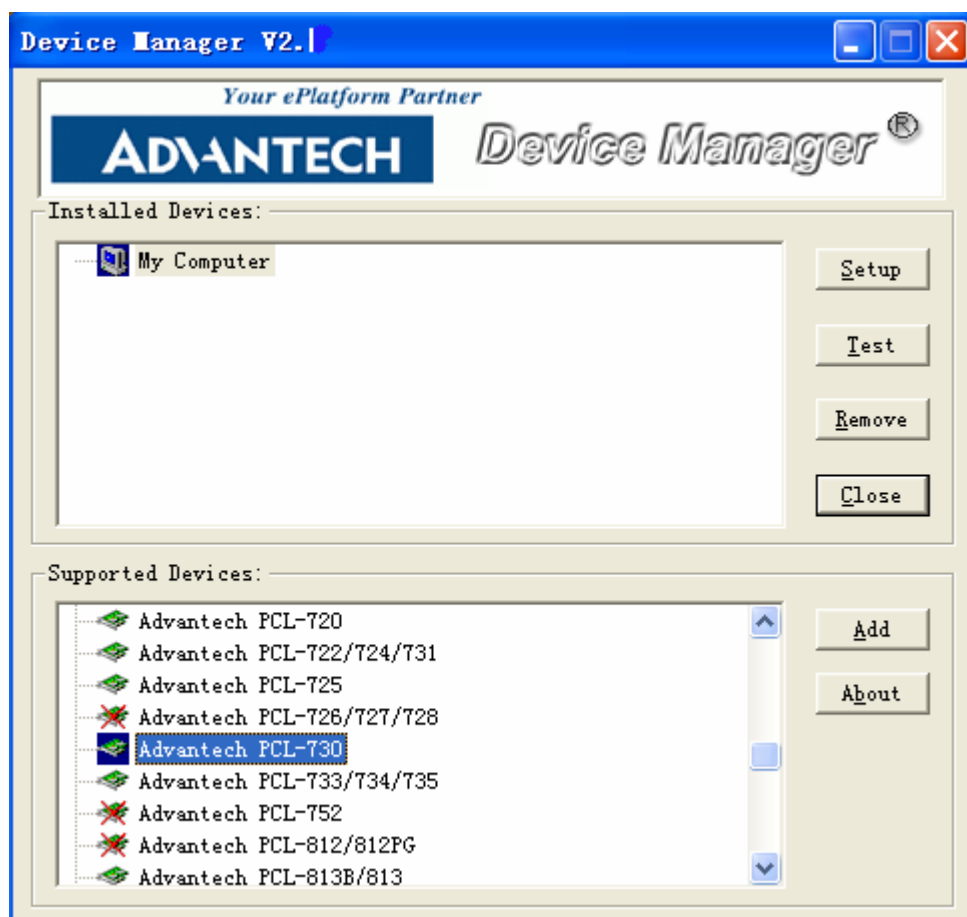 Device Manager V2.
Your ePlatform Partner
ADVANTECH
Device Manager ®
Installed Devices:
My Computer
Setup
Test
Remove
Close
Supported Devices:
Advantech PCL-720
Advantech PCL-722/724/731
Advantech PCL-725
Advantech PCL-726/727/728
Advantech PCL-730
Advantech PCL-733/734/735
Advantech PCL-752
Advantech PCL-812/812PG
Advantech PCL-813B/813
Add
About